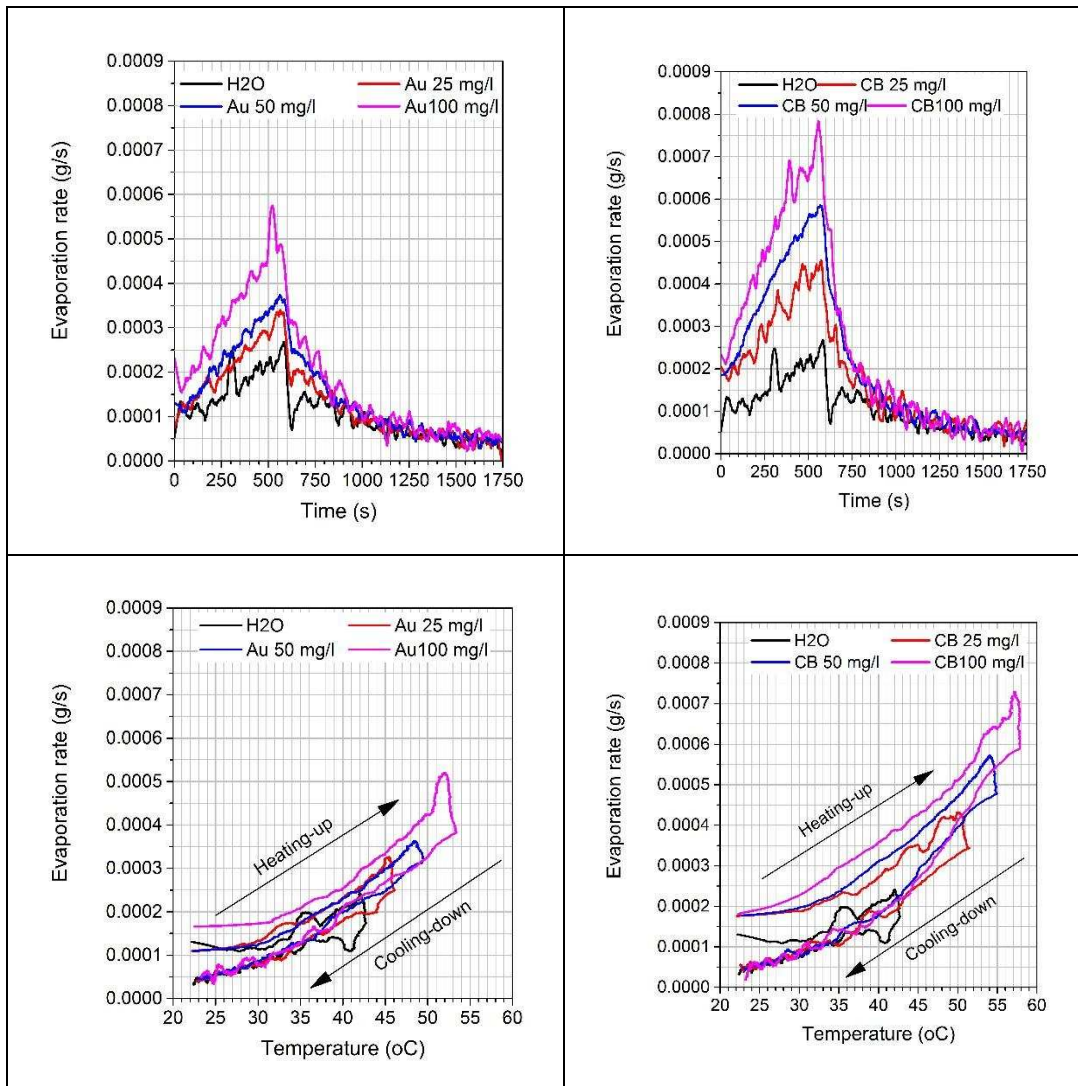 0.0009
H2O Au 25 mg/l
Au 50 mg/l Au100 mg/l
0.0008
0.0007
0.0006
0.0005
0.0004
0.0003
0.0002
0.0001
0.0000
Evaporation rate (g/s)
0 250 500 750 1000 1250 1500 1750
Time (s)
0.0009
H2O CB 25 mg/l
CB 50 mg/l CB100 mg/l
0.0008
0.0007
0.0006
0.0005
0.0004
0.0003
0.0002
0.0001
0.0000
Evaporation rate (g/s)
0 250 500 750 1000 1250 1500 1750
Time (s)
0.0009
H2O Au 25 mg/l
Au 50 mg/l Au100 mg/l
0.0008
0.0007
0.0006
0.0005
0.0004
0.0003
0.0002
0.0001
0.0000
Evaporation rate (g/s)
Heating-up
Cooling-down
20 25 30 35 40 45 50 55 60
Temperature (oC)
0.0009
H2O CB 25 mg/l
CB 50 mg/l CB100 mg/l
0.0008
0.0007
0.0006
0.0005
0.0004
0.0003
0.0002
0.0001
0.0000
Evaporation rate (g/s)
Heating-up
Cooling-down
20 25 30 35 40 45 50 55 60
Temperature (oC)